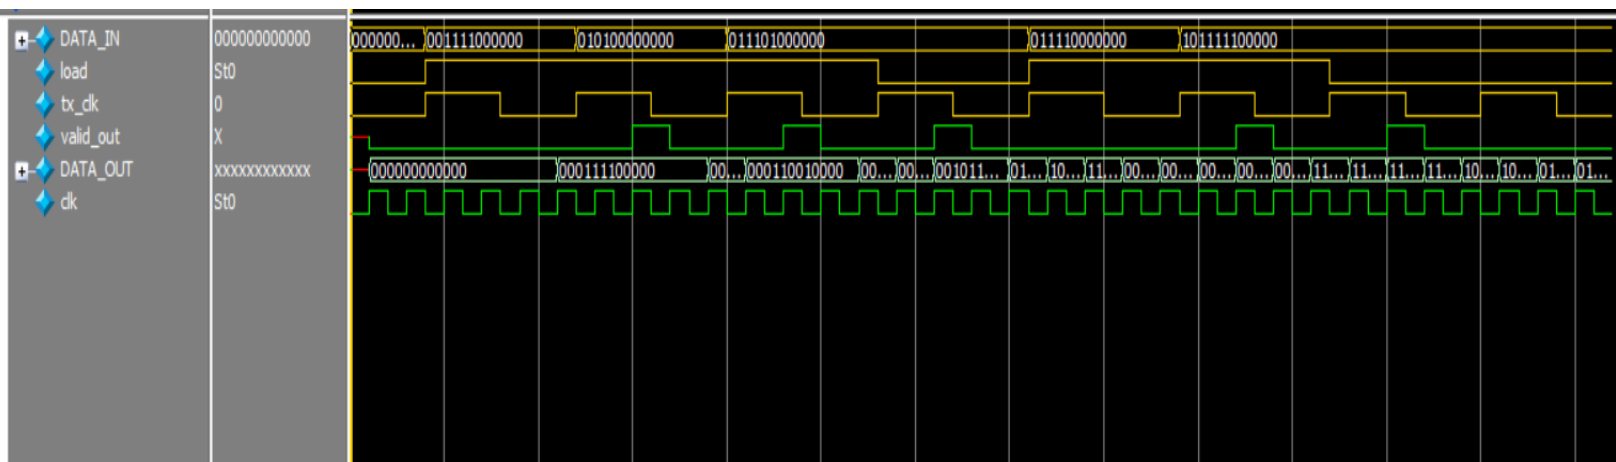 DATA_IN 000000000000 000000... 001111000000 010100000000 011101000000 011110000000 101111100000
load St0
tx_clk 0
valid_out X
DATA_OUT xxxxxxxxxxxx 000000000000 000111100000 00... 000110010000 00... 00... 001011... 01... 10... 11... 00... 00... 00... 00... 00... 11... 11... 11... 11... 10... 10... 01... 01...
clk St0